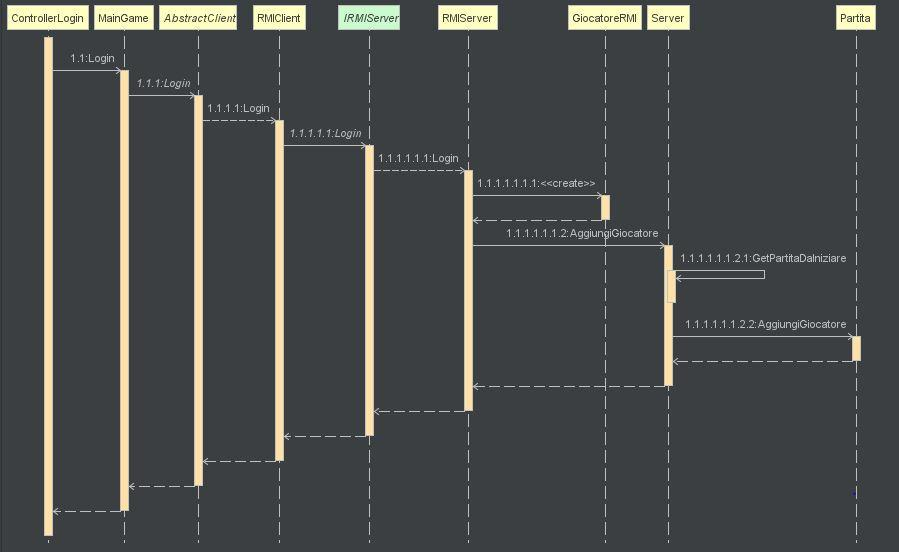 ControllerLogin
MainGame
AbstractClient
RMIClient
IRMIServer
RMIServer
GiocatoreRMI
Server
Partita
1.1:Login
1.1.1:Login
1.1.1.1:Login
1.1.1.1.1:Login
1.1.1.1.1.1:Login
1.1.1.1.1.1.1:<<create>>
1.1.1.1.1.1.2:AggiungiGiocatore
1.1.1.1.1.1.2.1:GetPartitaDaIniziare
1.1.1.1.1.1.2.2:AggiungiGiocatore